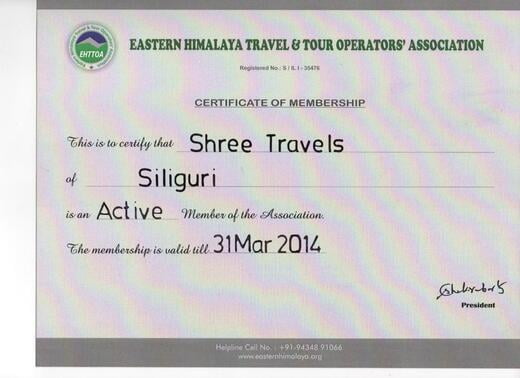 EASTERN HIMALAYA TRAVEL & TOUR OPERATORS' ASSOCIATION
EHTTOA
Registered No.: S / IL I - 35476
CERTIFICATE OF MEMBERSHIP
This is to certify that Shree Travels
of Siliguri
is an Active Member of the Association.
The membership is valid till 31 Mar 2014
President
Helpline Cell No. : +91-94348 91066
www.easternhimalaya.org